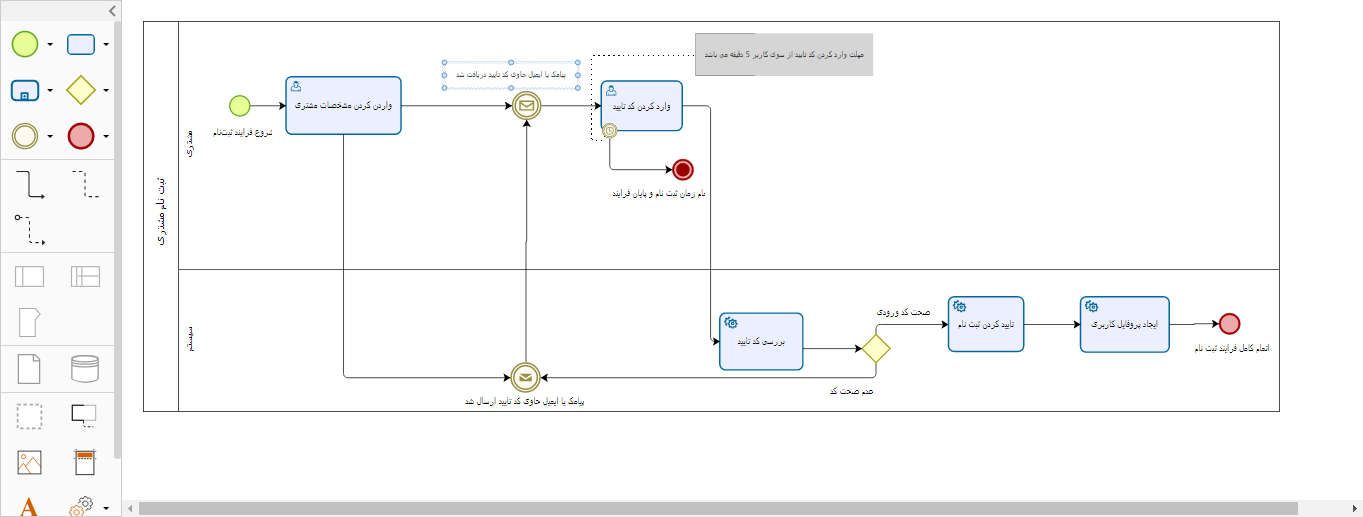 مهلت وارد کردن کد تایید از سوی کاربر 5 دقیقه می باشد
پیامک یا ایمیل حاوی کد تایید دریافت شد
واردن کردن مشخصات مشتری
وارد کردن کد تایید
شروع فرایند ثبت‌نام
مشتری
ثبت نام مشتری
تام زمان ثبت نام و پایان فرایند
سیستم
صحت کد ورودی
تایید کردن ثبت نام
ایجاد پروفایل کاربری
بررسی کد تایید
اتمام کامل فرایند ثبت نام
عدم صحت کد
پیامک یا ایمیل حاوی کد تایید ارسال شد
A